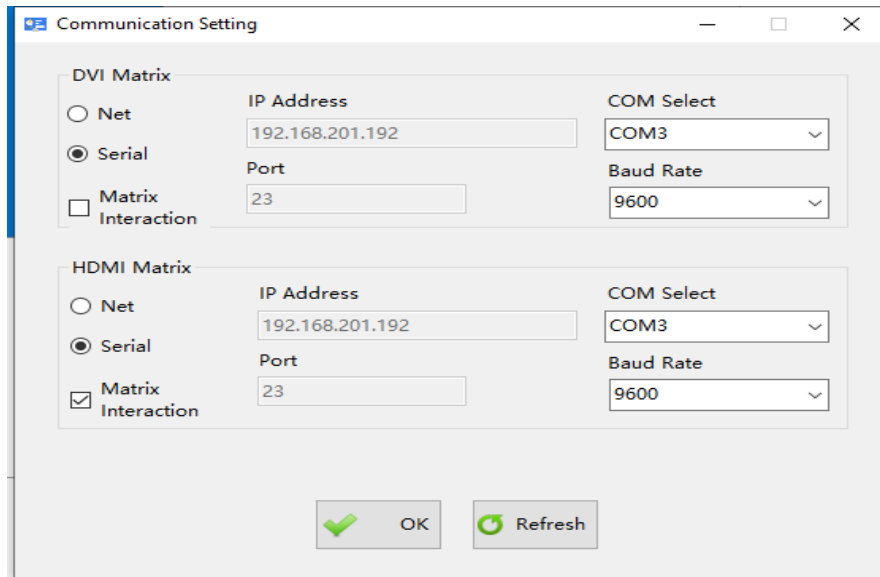 Communication Setting
DVI Matrix
Net
Serial
Matrix
Interaction
IP Address
192.168.201.192
Port
23
COM Select
COM3
Baud Rate
9600
HDMI Matrix
Net
Serial
Matrix
Interaction
IP Address
192.168.201.192
Port
23
COM Select
COM3
Baud Rate
9600
OK
Refresh